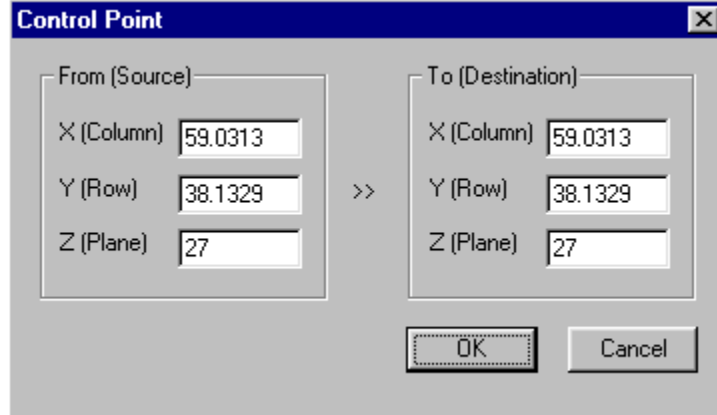 Control Point
From (Source)
X (Column) 59.0313
Y (Row) 38.1329
Z (Plane) 27
>>
To (Destination)
X (Column) 59.0313
Y (Row) 38.1329
Z (Plane) 27
OK
Cancel